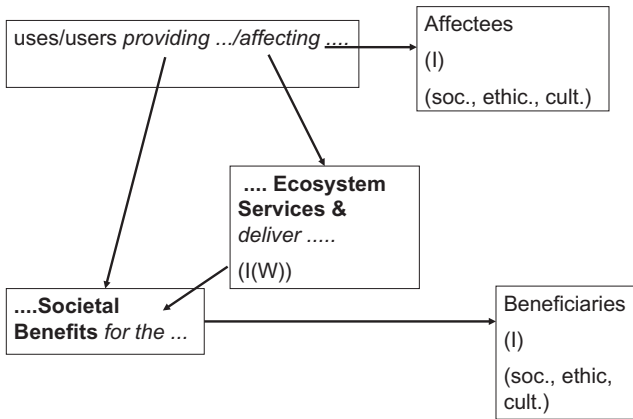 uses/users providing .../affecting ....
Affectees
(I)
(soc., ethic., cult.)
.... Ecosystem
Services &
deliver .....
(I(W))
....Societal
Benefits for the ...
Beneficiaries
(I)
(soc., ethic,
cult.)